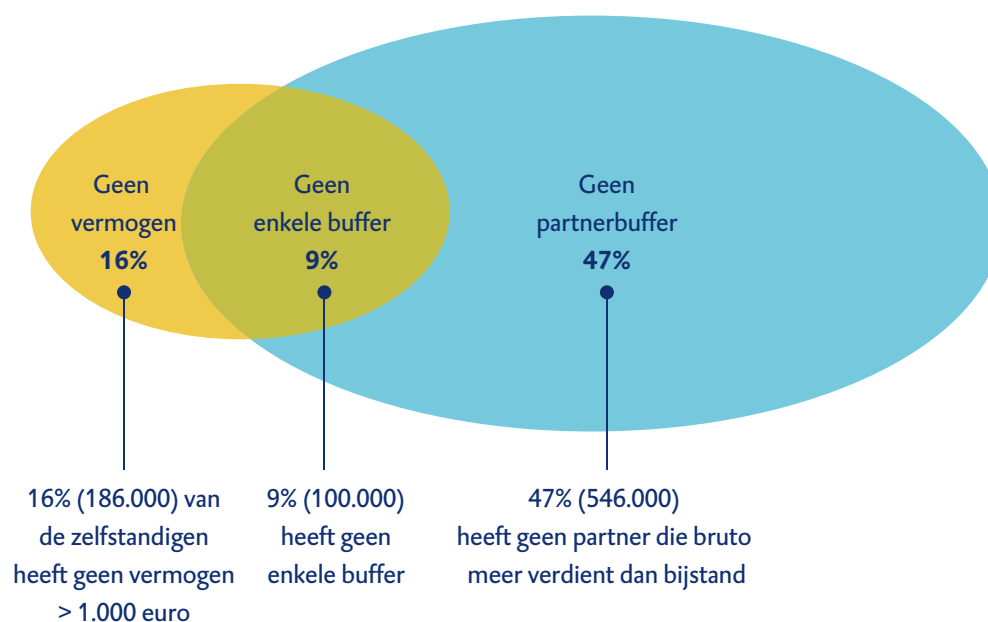 Geen
vermogen
16%
Geen
enkele buffer
9%
Geen
partnerbuffer
47%
16% (186.000) van
de zelfstandigen
heeft geen vermogen
> 1.000 euro
9% (100.000)
heeft geen
enkele buffer
47% (546.000)
heeft geen partner die bruto
meer verdient dan bijstand